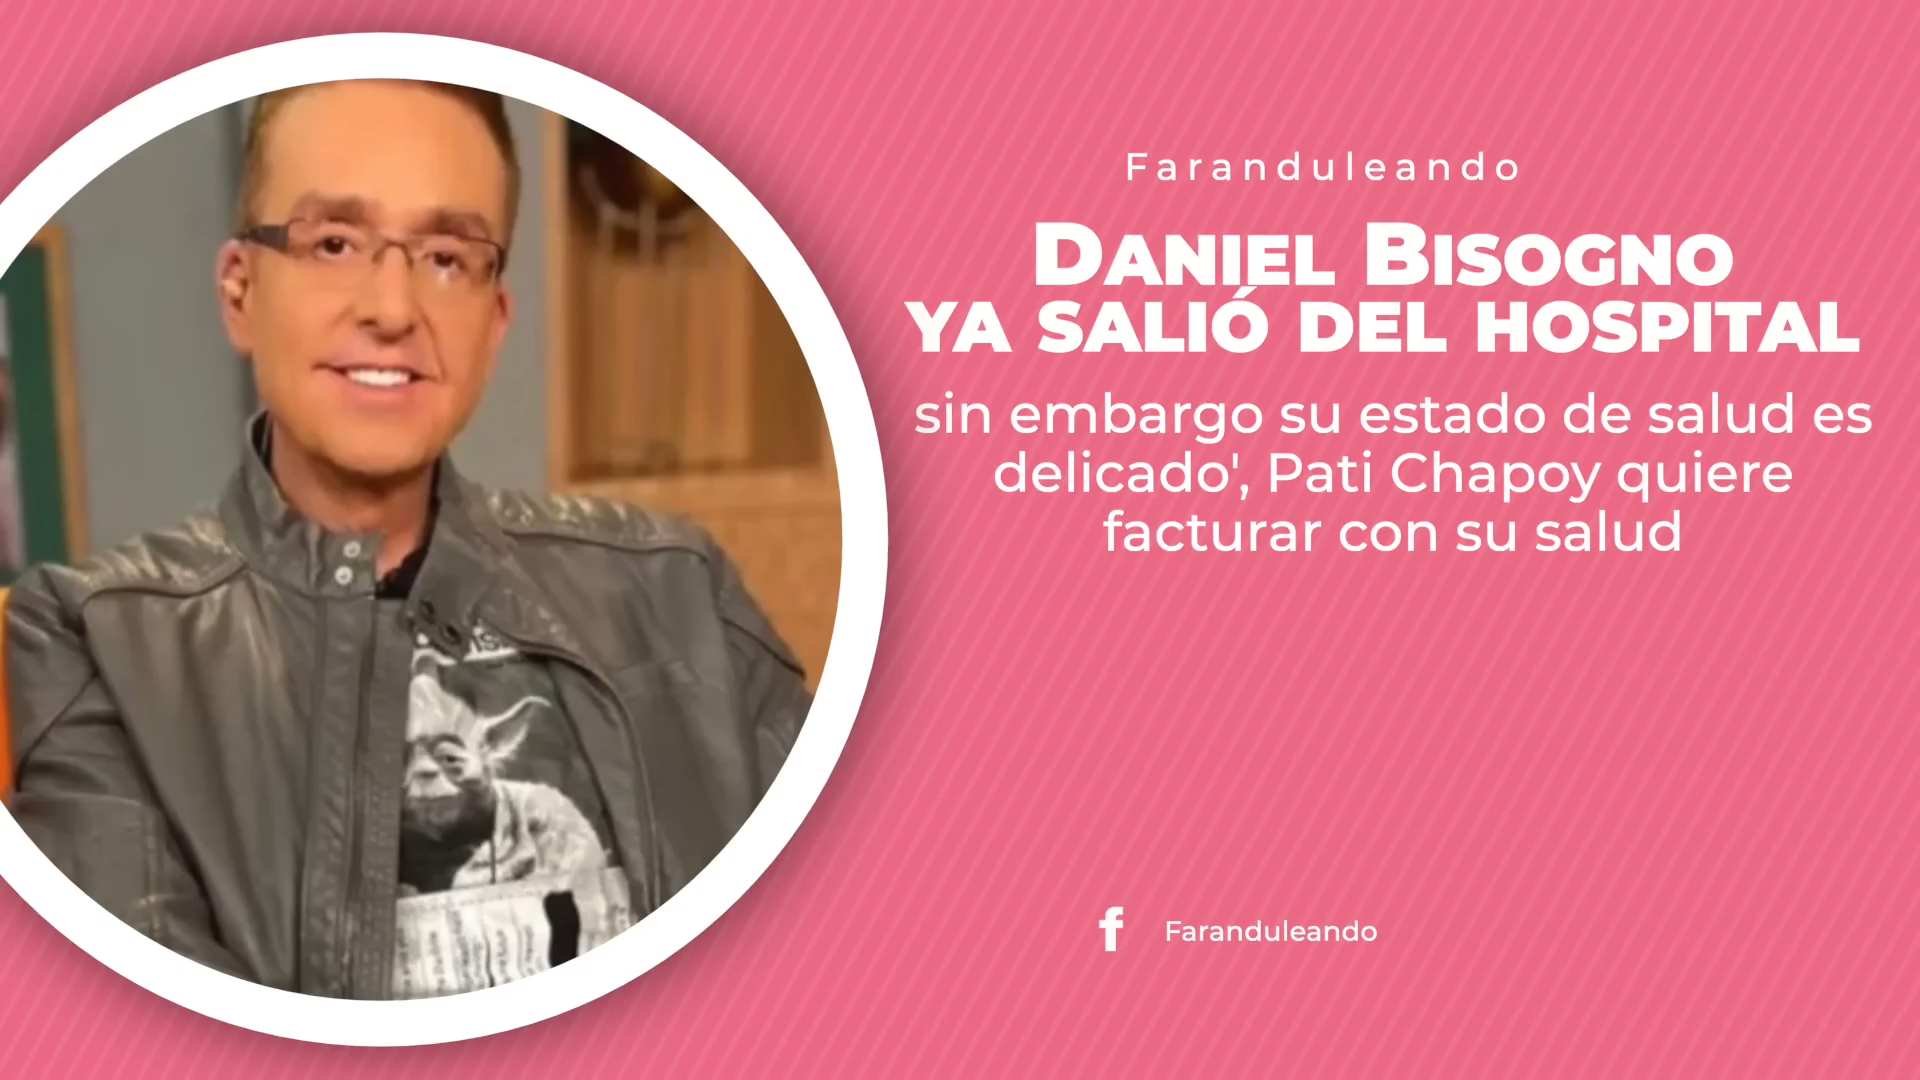 Faranduleando
DANIEL BISOGNO
YA SALIÓ DEL HOSPITAL
sin embargo su estado de salud es
delicado', Pati Chapoy quiere
facturar con su salud
f Faranduleando